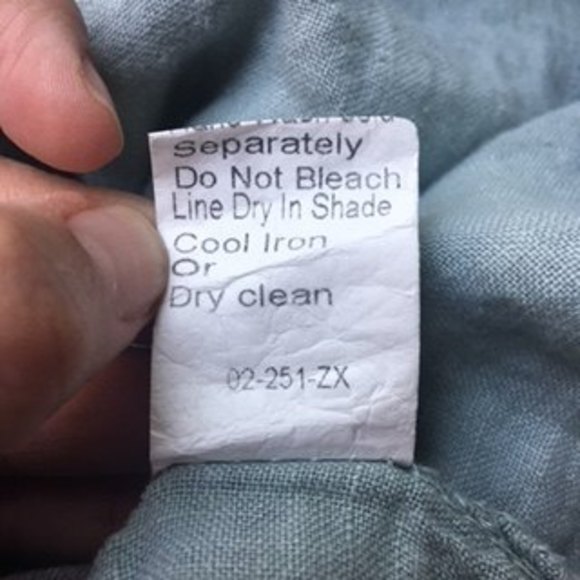 Separately
Do Not Bleach
Line Dry In Shade
Cool Iron
Or
Dry clean
02-251-ZX